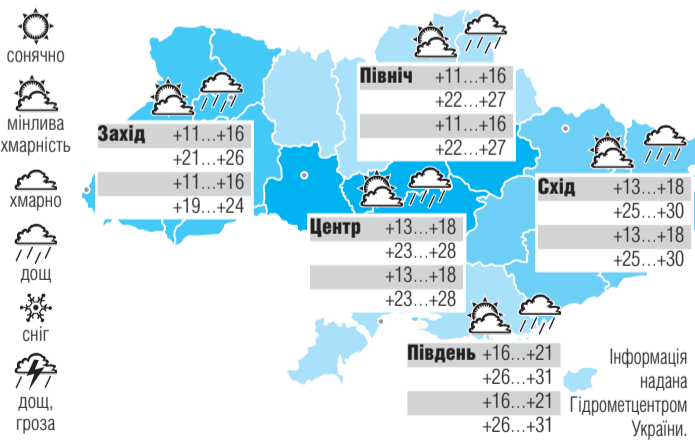 сонячно
мінлива
хмарність
хмарно
дощ
сніг
дощ,
гроза
Північ +11...+16
+22...+27
+11...+16
+22...+27
Захід +11...+16
+21...+26
+11...+16
+19...+24
Схід +13...+18
+25...+30
+13...+18
+25...+30
Центр +13...+18
+23...+28
+13...+18
+23...+28
Південь +16...+21
+26...+31
+16...+21
+26...+31
Інформація
надана
Гідрометцентром
України.